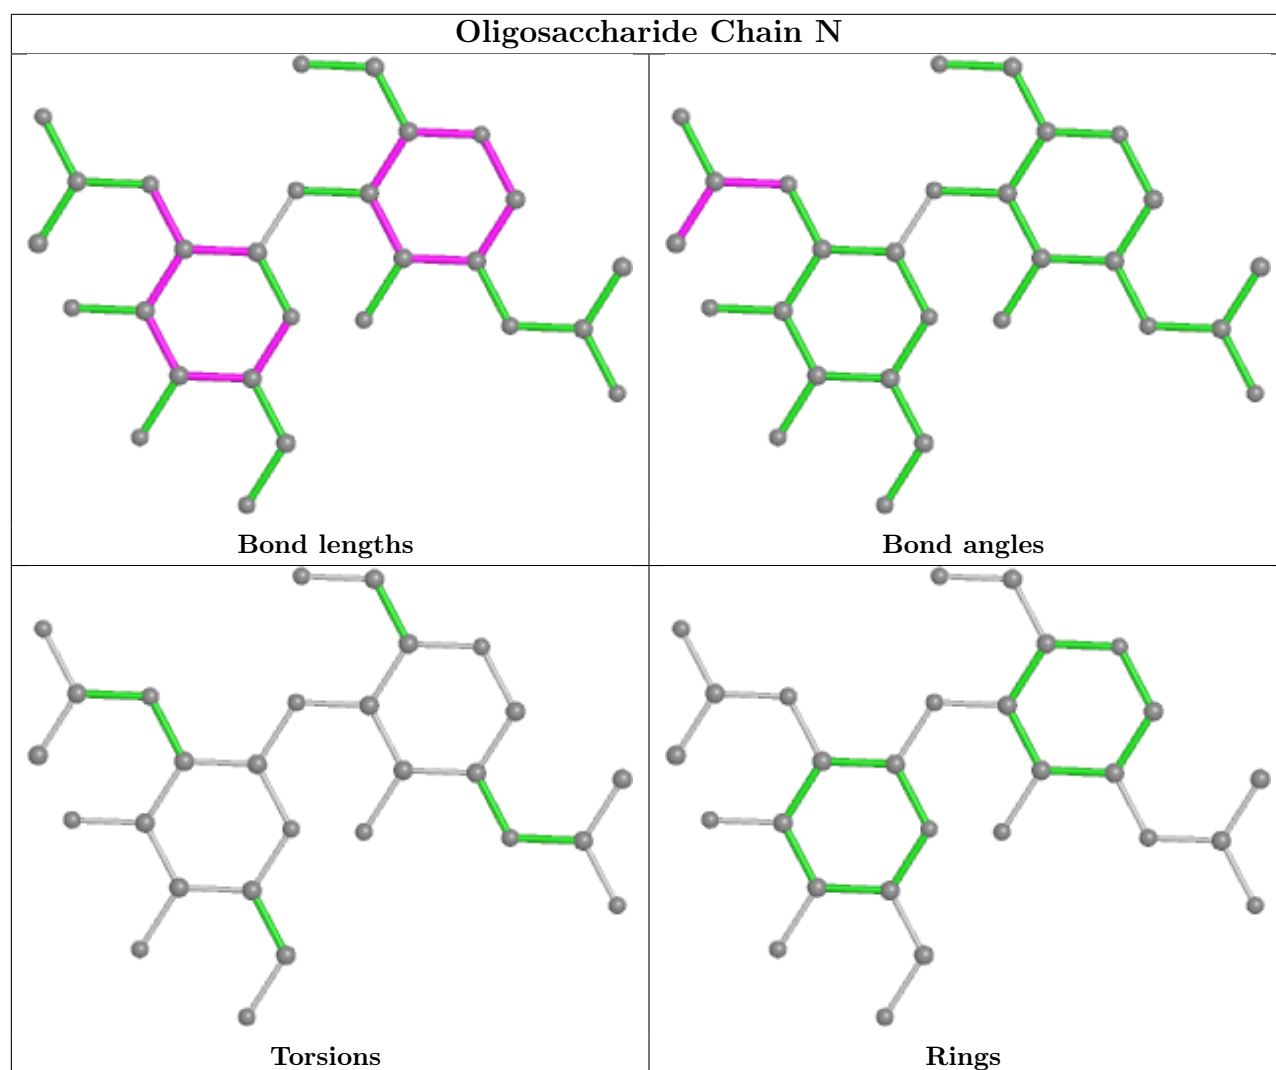 Oligosaccharide Chain N
Bond lengths
Bond angles
Torsions
Rings